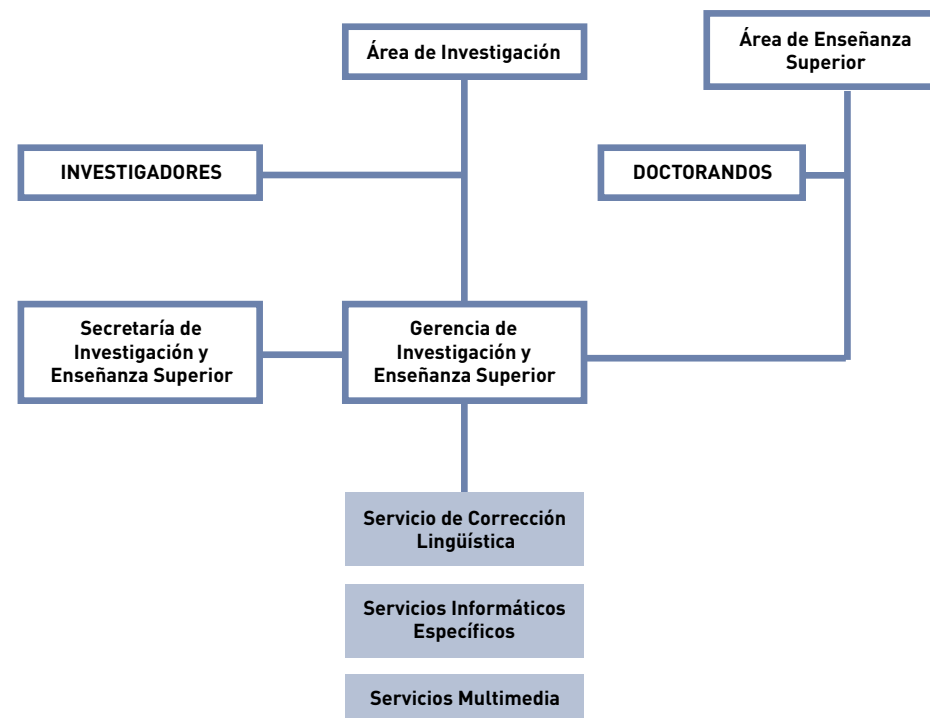 Área de Investigación
Área de Enseñanza
Superior
INVESTIGADORES
DOCTORANDOS
Secretaría de
Investigación y
Enseñanza Superior
Gerencia de
Investigación y
Enseñanza Superior
Servicio de Corrección
Lingüística
Servicios Informáticos
Específicos
Servicios Multimedia